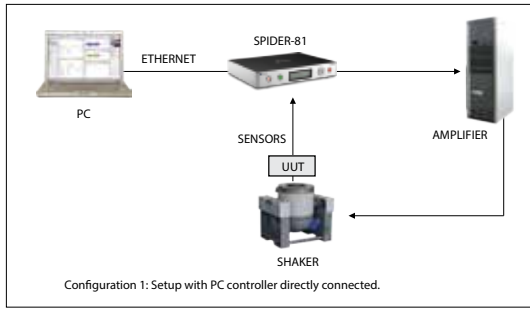 SPIDER-81
ETHERNET
PC
AMPLIFIER
SENSORS
UUT
SHAKER
Configuration 1: Setup with PC controller directly connected.